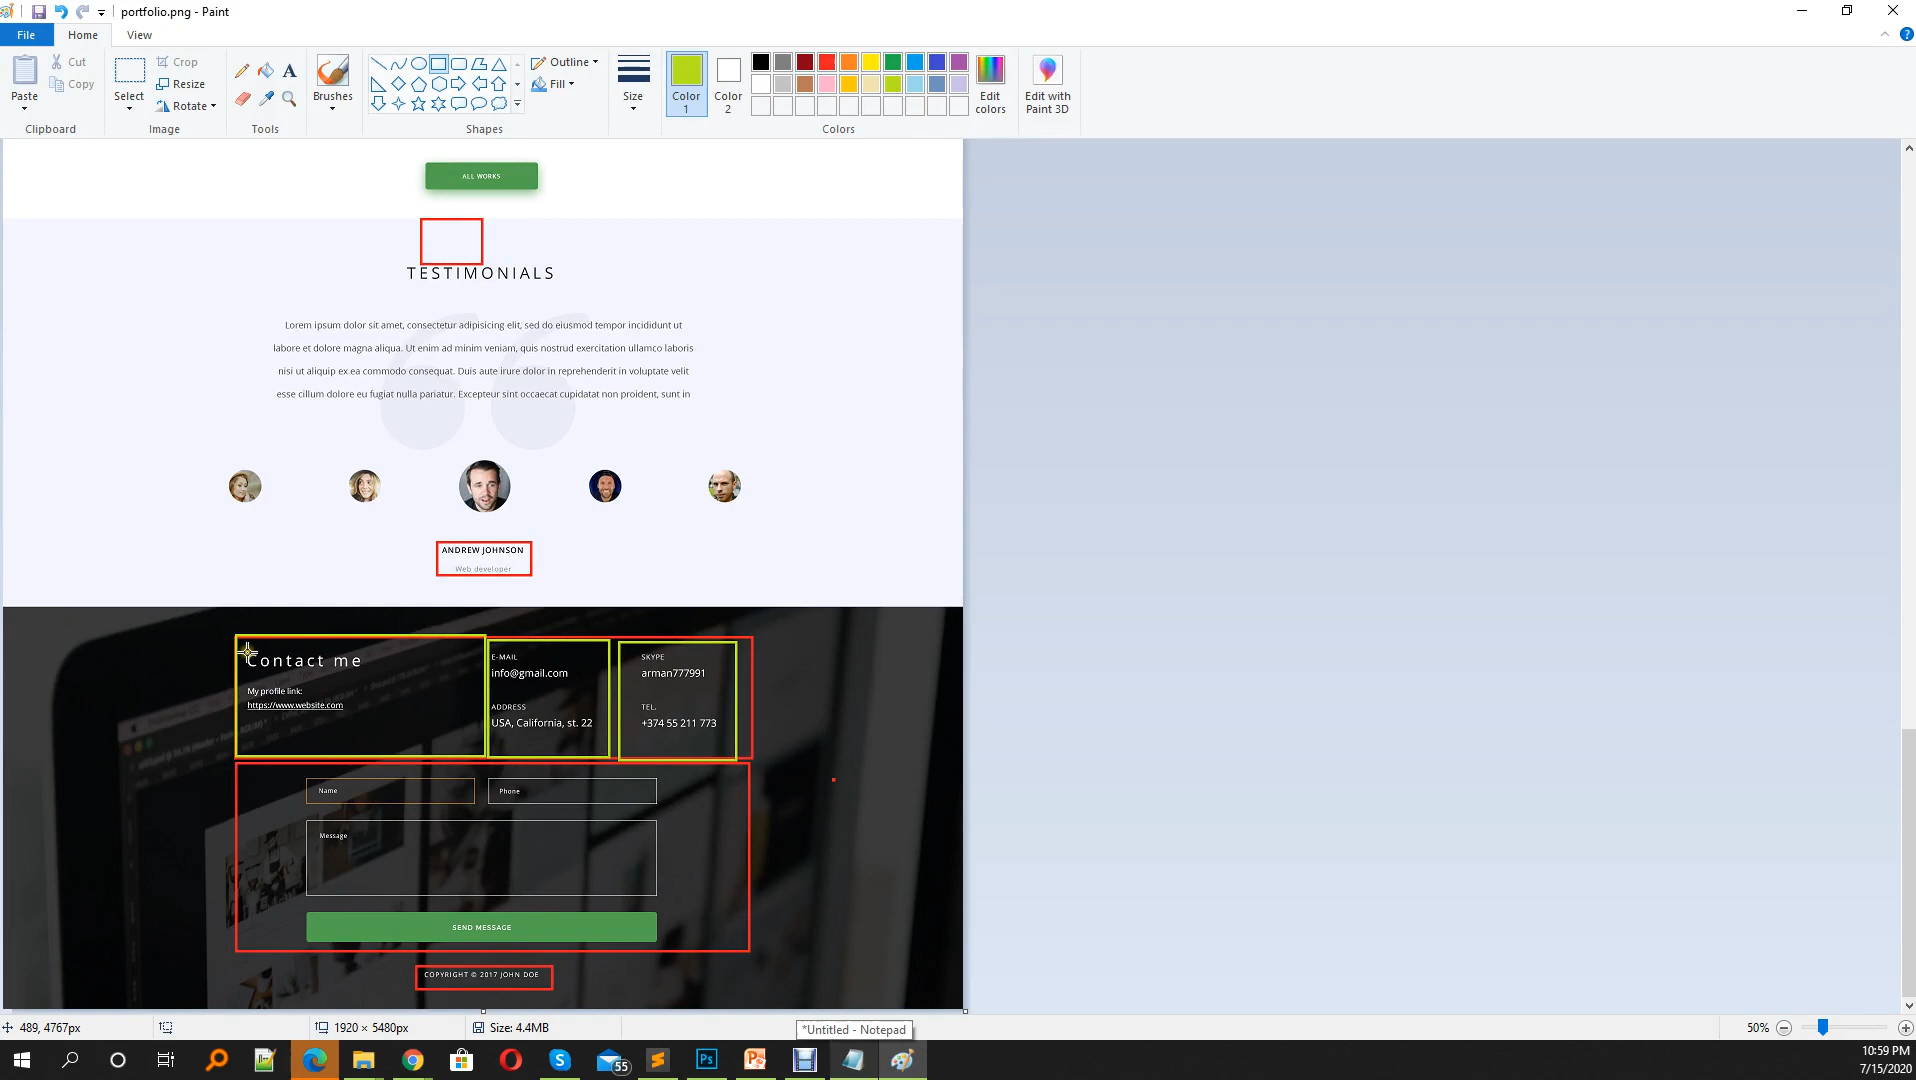 portfolio.png - Paint
File
Home
View
Paste
Cut
Copy
Clipboard
Select
Crop
Resize
Rotate
Image
A
Tools
Brushes
Outline
Fill
Shapes
Size
Color
1
Color
2
Edit
colors
Colors
Edit with
Paint 3D
ALL WORKS
TESTIMONIALS
Lorem ipsum dolor sit amet, consectetur adipisicing elit, sed do eiusmod tempor incididunt ut
labore et dolore magna aliqua. Ut enim ad minim veniam, quis nostrud exercitation ullamco laboris
nisi ut aliquip ex ea commodo consequat. Duis aute irure dolor in reprehenderit in voluptate velit
esse cillum dolore eu fugiat nulla pariatur. Excepteur sint occaecat cupidatat non proident, sunt in
ANDREW JOHNSON
Web developer
Contact me
My profile link:
https://www.website.com
E-MAIL
info@gmail.com
ADDRESS
USA, California, st. 22
SKYPE
arman777991
TEL.
+374 55 211 773
Name
Phone
Message
SEND MESSAGE
COPYRIGHT © 2017 JOHN DOE
489, 4767px
1920 × 5480px
Size: 4.4MB
*Untitled - Notepad
50%
55
Ps
10:59 PM
7/15/2020